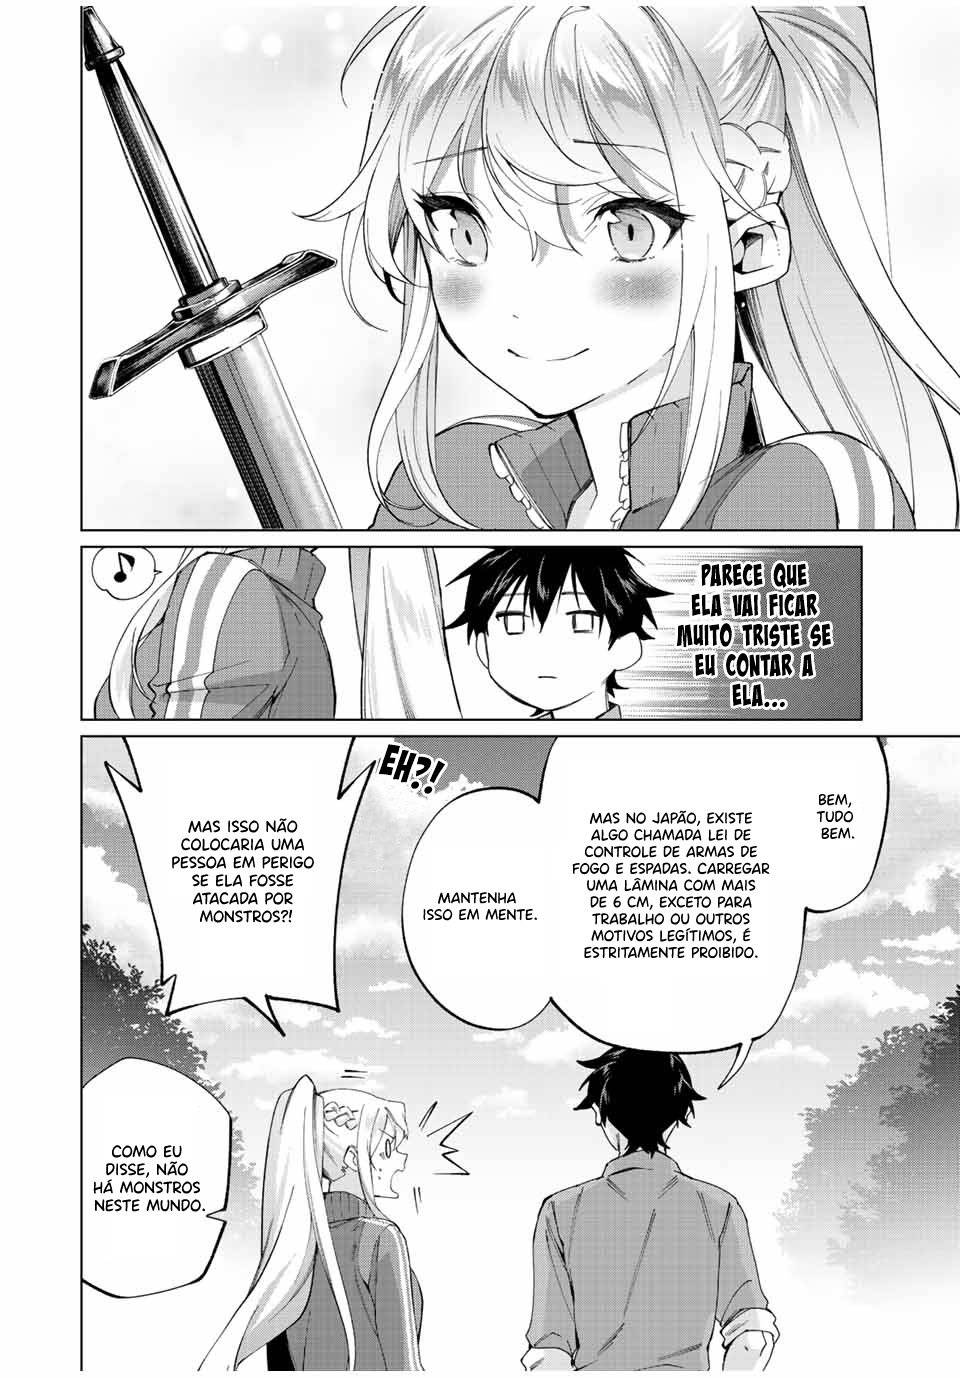 PARECE QUE
ELA VAI FICAR
MUITO TRISTE SE
EU CONTAR A
ELA...
BEM,
TUDO
BEM.
MAS NO JAPÃO, EXISTE
ALGO CHAMADA LEI DE
CONTROLE DE ARMAS DE
FOGO E ESPADAS. CARREGAR
UMA LÂMINA COM MAIS
DE 6 CM, EXCETO PARA
TRABALHO OU OUTROS
MOTIVOS LEGÍTIMOS, É
ESTRITAMENTE PROIBIDO.
MANTENHA
ISSO EM MENTE.
EH?!
MAS ISSO NÃO
COLOCARIA UMA
PESSOA EM PERIGO
SE ELA FOSSE
ATACADA POR
MONSTROS?!
COMO EU
DISSE, NÃO
HÁ MONSTROS
NESTE MUNDO.